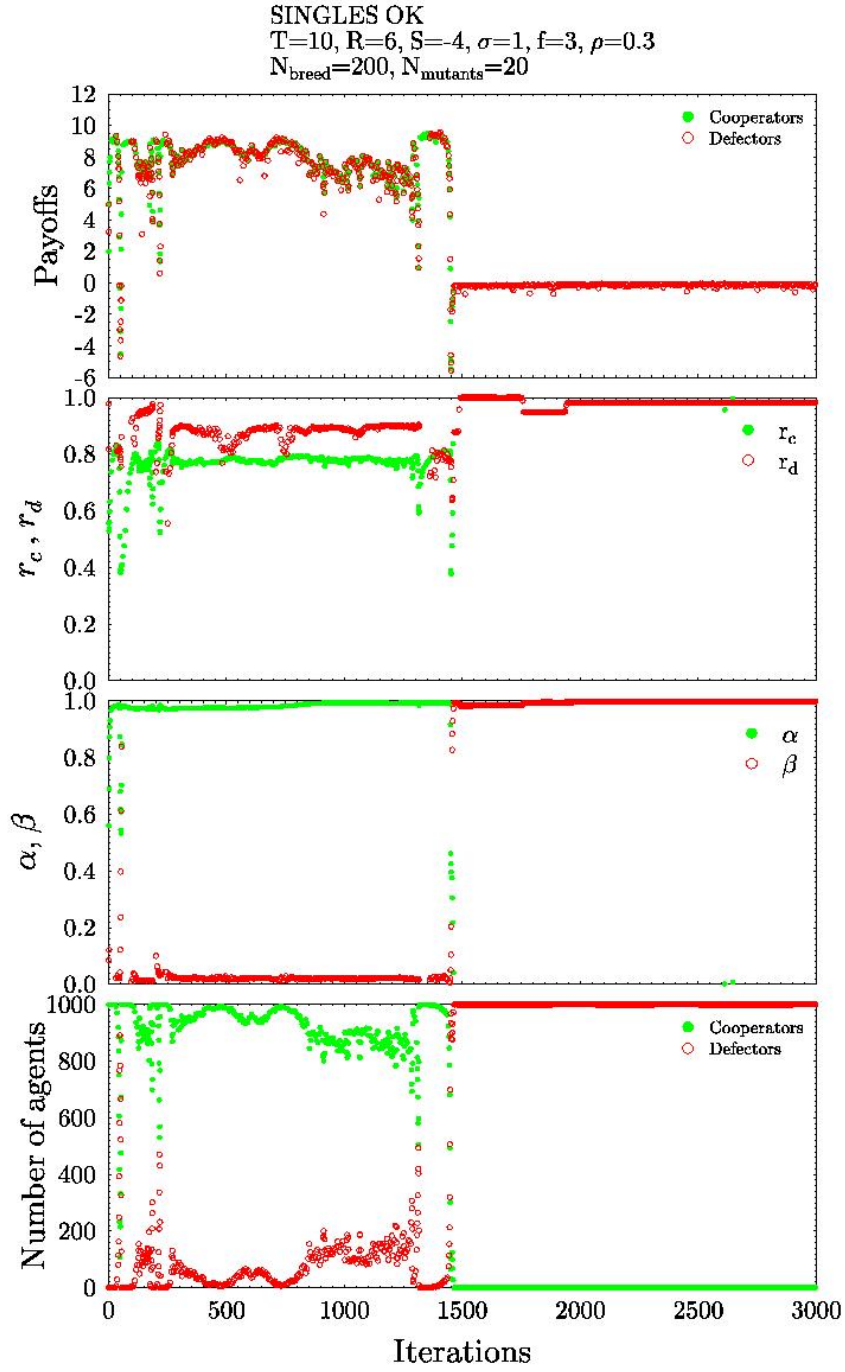 SINGLES OK
T=10, R=6, S=-4, σ=1, f=3, ρ=0.3
N_breed=200, N_mutants=20
12
10
8
6
4
2
0
-2
-4
-6
Payoffs
Cooperators
Defectors
1.0
0.8
0.6
0.4
0.2
0.0
r_c, r_d
r_c
r_d
1.0
0.8
0.6
0.4
0.2
0.0
α, β
α
β
1000
800
600
400
200
0
Number of agents
Cooperators
Defectors
0 500 1000 1500 2000 2500 3000
Iterations